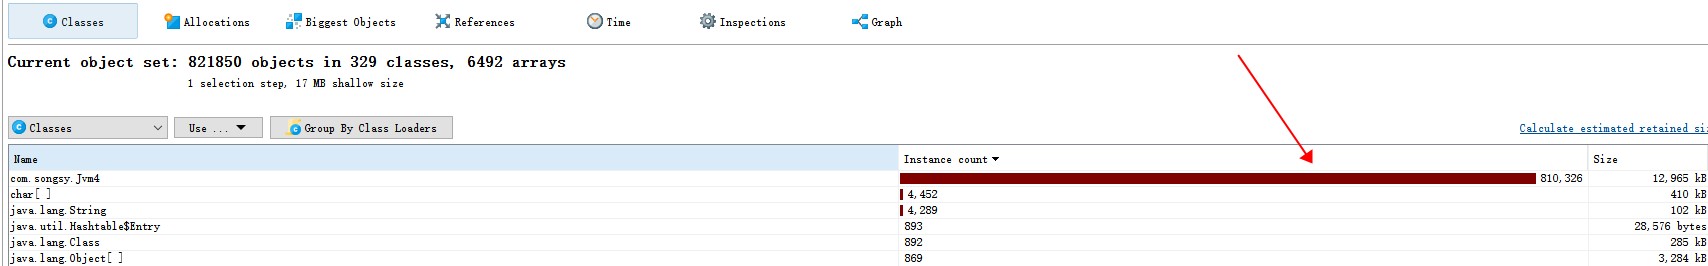 Classes Allocations Biggest Objects References Time Inspections Graph
Current object set: 821850 objects in 329 classes, 6492 arrays
1 selection step, 17 MB shallow size
Classes Use ... Group By Class Loaders
Calculate estimated retained si
Name Instance count Size
com.songsy.Jvm4 810,326 12,965 kB
char[ ] 4,452 410 kB
java.lang.String 4,289 102 kB
java.util.Hashtable$Entry 893 28,576 bytes
java.lang.Class 892 285 kB
java.lang.Object[ ] 869 3,284 kB